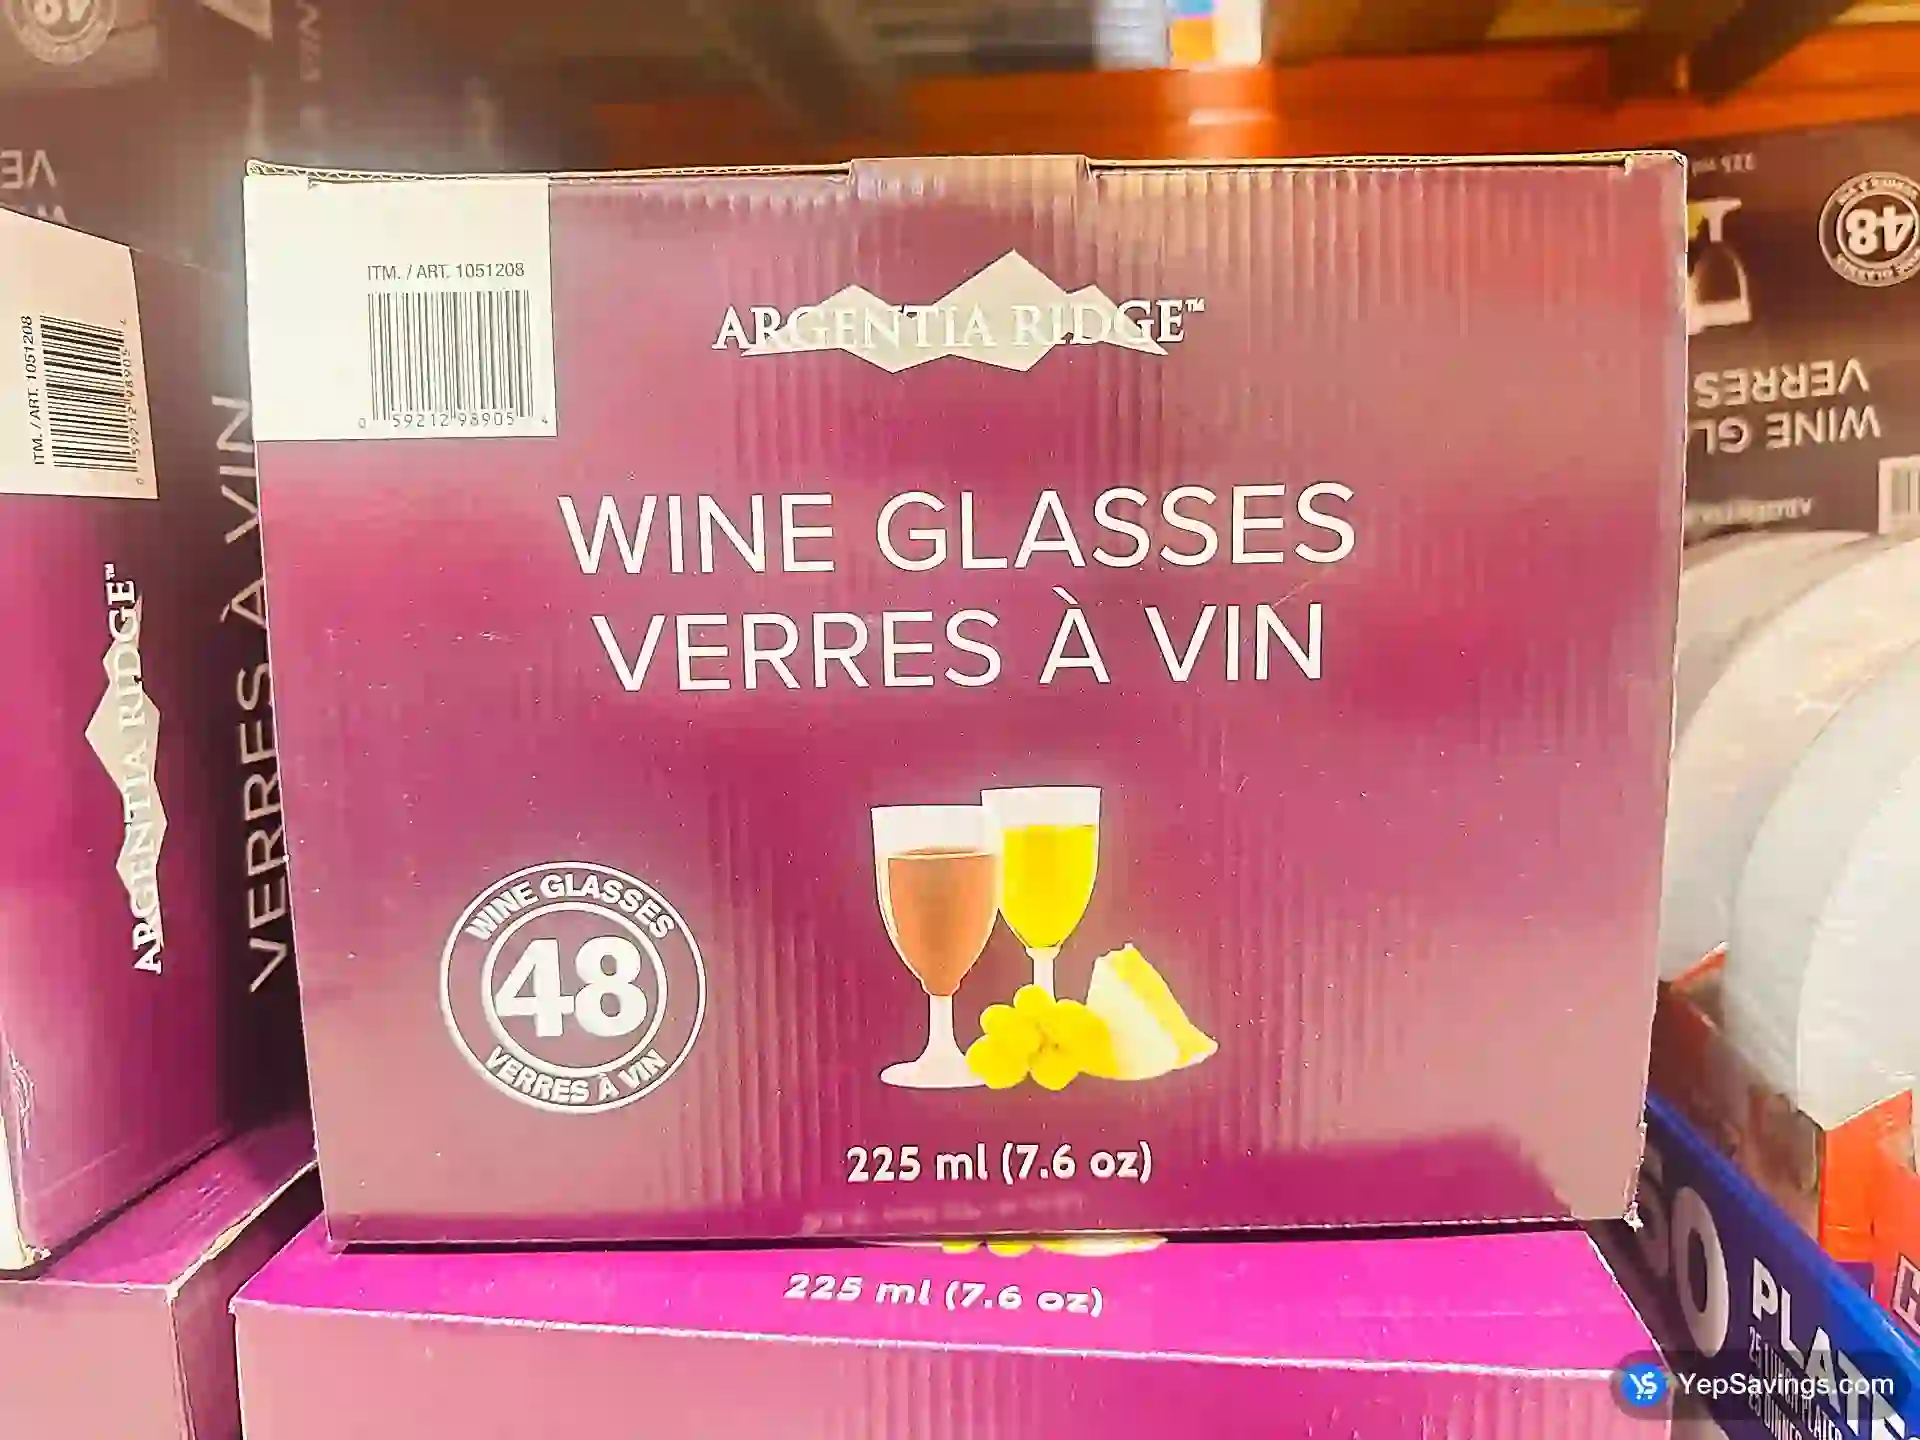 ITM. / ART. 1051208
0 59212 98905 4
ARGENTIA RIDGE™
WINE GLASSES
VERRES À VIN
WINE GLASSES
48
VERRES À VIN
225 ml (7.6 oz)
225 ml (7.6 oz)
ITM. / ART. 1051208
ARGENTIA RIDGE™
VERRES À VIN
48
VERRES
WINE GL
PLAT
YepSavings.com